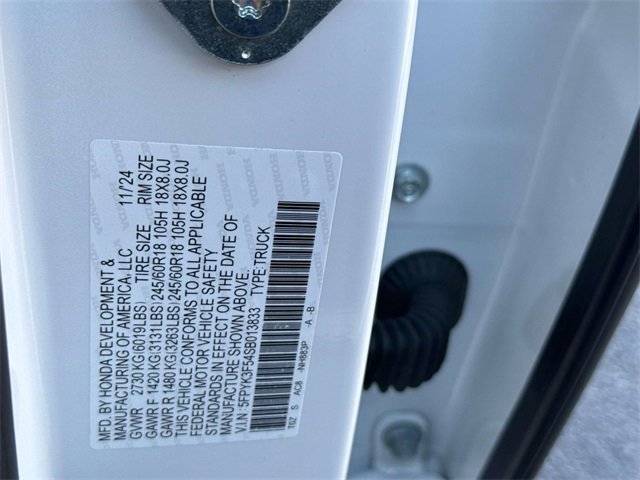 MFD. BY HONDA DEVELOPMENT &
MANUFACTURING OF AMERICA, LLC 11/24
GVWR 2730KG(6019LBS) TIRE SIZE RIM SIZE
GAWR F 1420KG(3131LBS) 245/60R18 105H 18X8.0J
GAWR R 1480KG(3263LBS) 245/60R18 105H 18X8.0J
THIS VEHICLE CONFORMS TO ALL APPLICABLE
FEDERAL MOTOR VEHICLE SAFETY
STANDARDS IN EFFECT ON THE DATE OF
MANUFACTURE SHOWN ABOVE.
V.I.N.: 5FPYK3F54SB013833 TYPE:TRUCK
T02 S AC8 -NH883P -A -B